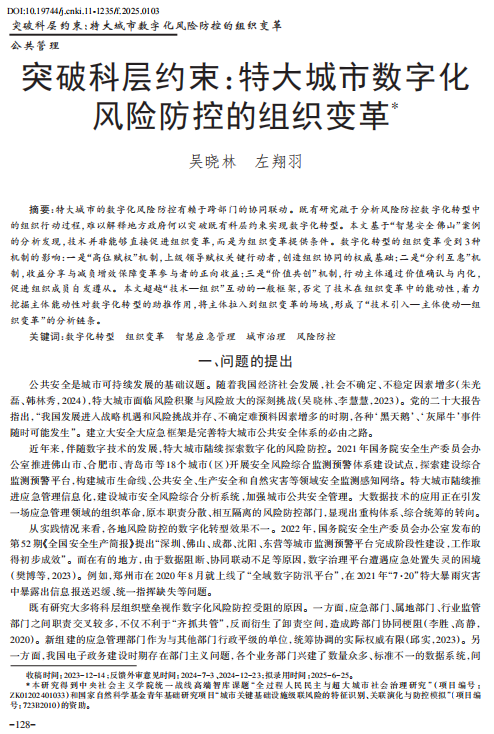 DOI:10.19744/j.cnki.11-1235/f.2025.0103
突破科层约束:特大城市数字化风险防控的组织变革
公共管理
突破科层约束:特大城市数字化
风险防控的组织变革*
吴晓林 左翔羽
摘要:特大城市的数字化风险防控有赖于跨部门的协同联动。既有研究疏于分析风险防控数字化转型中
的组织行动过程,难以解释地方政府何以突破既有科层约束实现数字化转型。本文基于“智慧安全佛山”案例
的分析发现,技术并非能够直接促进组织变革,而是为组织变革提供条件。数字化转型的组织变革受到3种
机制的影响:一是“高位赋权”机制,上级领导赋权关键行动者,创造组织协同的权威基础;二是“分利互惠”机
制,收益分享与减负增效保障变革参与者的正向收益;三是“价值共创”机制,行动主体通过价值确认与内化,
促进组织成员自发遵从。本文超越“技术—组织”互动的一般框架,否定了技术在组织变革中的能动性,着力
挖掘主体能动性对数字化转型的助推作用,将主体拉入到组织变革的场域,形成了“技术引入—主体使动—组
织变革”的分析链条。
关键词:数字化转型 组织变革 智慧应急管理 城市治理 风险防控
一、问题的提出
公共安全是城市可持续发展的基础议题。随着我国经济社会发展,社会不确定、不稳定因素增多(朱光
磊、韩林秀,2024),特大城市面临风险积聚与风险放大的深刻挑战(吴晓林、李慧慧,2023)。党的二十大报告
指出,“我国发展进入战略机遇和风险挑战并存、不确定难预料因素增多的时期,各种‘黑天鹅’、‘灰犀牛’事件
随时可能发生”。建立大安全大应急框架是完善特大城市公共安全体系的必由之路。
近年来,伴随数字技术的发展,特大城市陆续探索数字化的风险防控。2021年国务院安全生产委员会办
公室推进佛山市、合肥市、青岛市等18个城市(区)开展安全风险综合监测预警体系建设试点,探索建设综合
监测预警平台,构建城市生命线、公共安全、生产安全和自然灾害等领域安全监测感知网络。特大城市陆续推
进应急管理信息化,建设城市安全风险综合分析系统,加强城市公共安全管理。大数据技术的应用正在引发
一场应急管理领域的组织革命,原本职责分散、相互隔离的风险防控部门,显现出重构体系、综合统筹的转向。
从实践情况来看,各地风险防控的数字化转型效果不一。2022年,国务院安全生产委员会办公室发布的
第52期《全国安全生产简报》提出“深圳、佛山、成都、沈阳、东营等城市监测预警平台完成阶段性建设,工作取
得初步成效”。而在有的地方,由于数据阻断、协同联动不足等原因,数字治理平台遭遇应急处置失灵的困境
(樊博等,2023)。例如,郑州市在2020年8月就上线了“全域数字防汛平台”,在2021年“7·20”特大暴雨灾害
中暴露出信息报送迟缓、统一指挥缺失等问题。
既有研究大多将科层组织壁垒视作数字化风险防控受阻的原因。一方面,应急部门、属地部门、行业监管
部门之间职责交叉较多,不仅不利于“齐抓共管”,反而衍生了卸责空间,造成跨部门协同梗阻(李胜、高静,
2020)。新组建的应急管理部门作为与其他部门行政平级的单位,统筹协调的实际权威有限(邱实,2023)。另
一方面,我国电子政务建设时期存在部门主义问题,各个业务部门兴建了数量众多、标准不一的数据系统,间
收稿时间:2023-12-14;反馈外审意见时间:2024-7-3、2024-12-23;拟录用时间:2025-6-25。
*本研究得到中央社会主义学院统一战线高端智库课题“全过程人民民主与超大城市社会治理研究”(项目编号:
ZK01202401033)和国家自然科学基金青年基础研究项目“城市关键基础设施级联风险的特征识别、关联演化与防控模拟”(项目编
号:72382010)的资助。
-128-